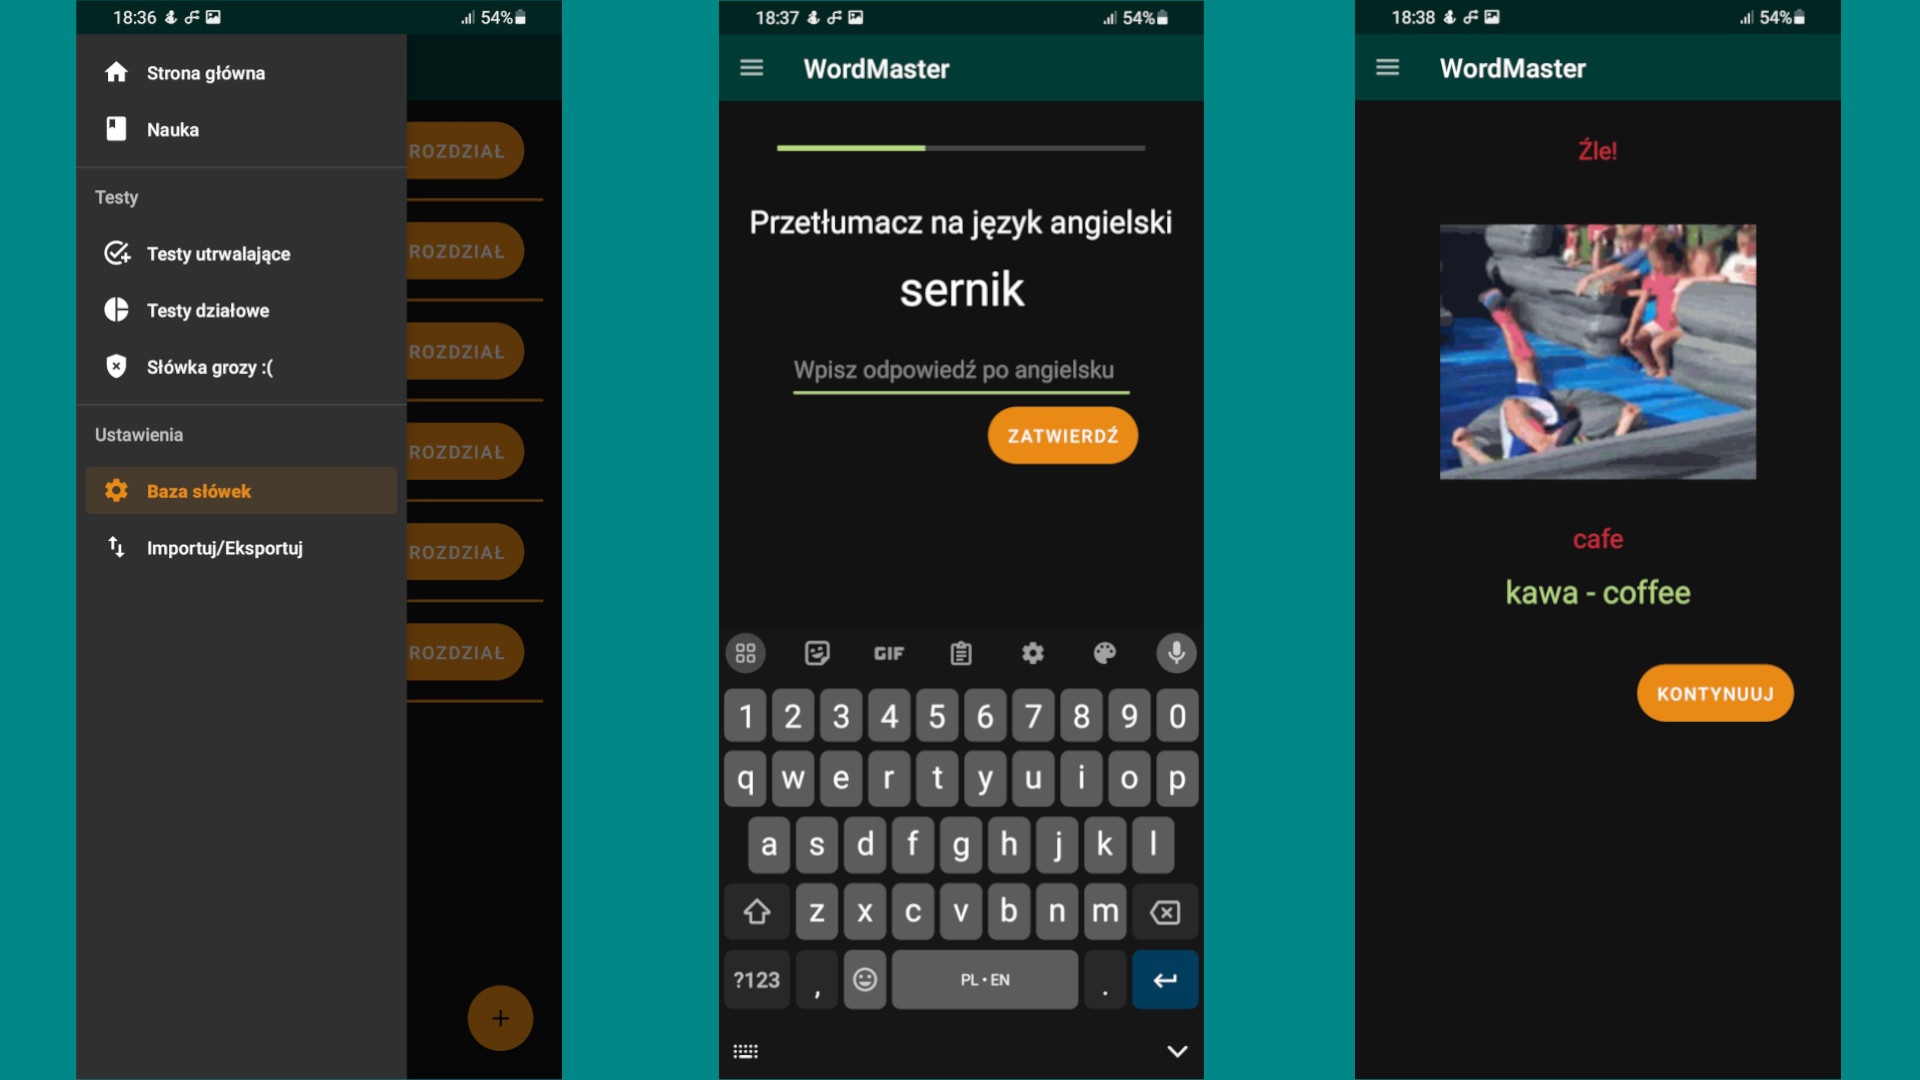 18:36
54%
Strona główna
Nauka
Testy
Testy utrwalające
Testy działowe
Słówka grozy :(
Ustawienia
Baza słówek
Importuj/Eksportuj
ROZDZIAŁ
ROZDZIAŁ
ROZDZIAŁ
ROZDZIAŁ
ROZDZIAŁ
ROZDZIAŁ
+
18:37
54%
WordMaster
Przetłumacz na język angielski
sernik
Wpisz odpowiedź po angielsku
ZATWIERDŹ
GIF
1 2 3 4 5 6 7 8 9 0
q w e r t y u i o p
a s d f g h j k l
z x c v b n m
?123 , PL • EN .
18:38
54%
WordMaster
Źle!
cafe
kawa - coffee
KONTYNUUJ